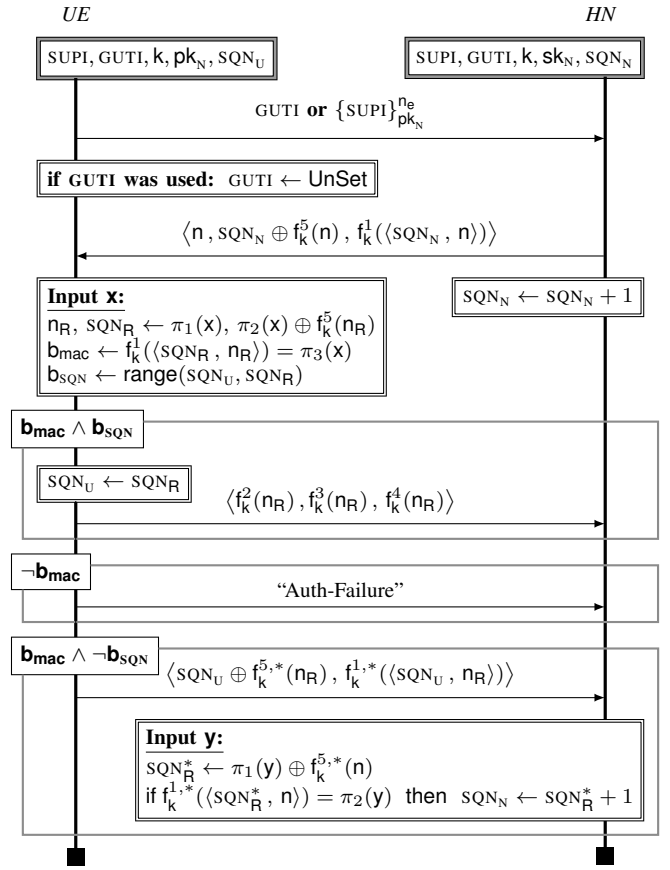 UE HN
SUPI, GUTI, k, pk_N, SQN_U SUPI, GUTI, k, sk_N, SQN_N
GUTI or {SUPI}^{n_e}_{pk_N}
if GUTI was used: GUTI ← UnSet
⟨n , SQN_N ⊕ f^5_k(n) , f^1_k(⟨SQN_N , n⟩)⟩
SQN_N ← SQN_N + 1
Input x:
n_R, SQN_R ← π_1(x), π_2(x) ⊕ f^5_k(n_R)
b_mac ← f^1_k(⟨SQN_R , n_R⟩) = π_3(x)
b_SQN ← range(SQN_U, SQN_R)
b_mac ∧ b_SQN
SQN_U ← SQN_R
⟨f^2_k(n_R) , f^3_k(n_R) , f^4_k(n_R)⟩
¬b_mac
“Auth-Failure”
b_mac ∧ ¬b_SQN
⟨SQN_U ⊕ f^{5,*}_k(n_R) , f^{1,*}_k(⟨SQN_U , n_R⟩)⟩
Input y:
SQN^*_R ← π_1(y) ⊕ f^{5,*}_k(n)
if f^{1,*}_k(⟨SQN^*_R , n⟩) = π_2(y) then SQN_N ← SQN^*_R + 1